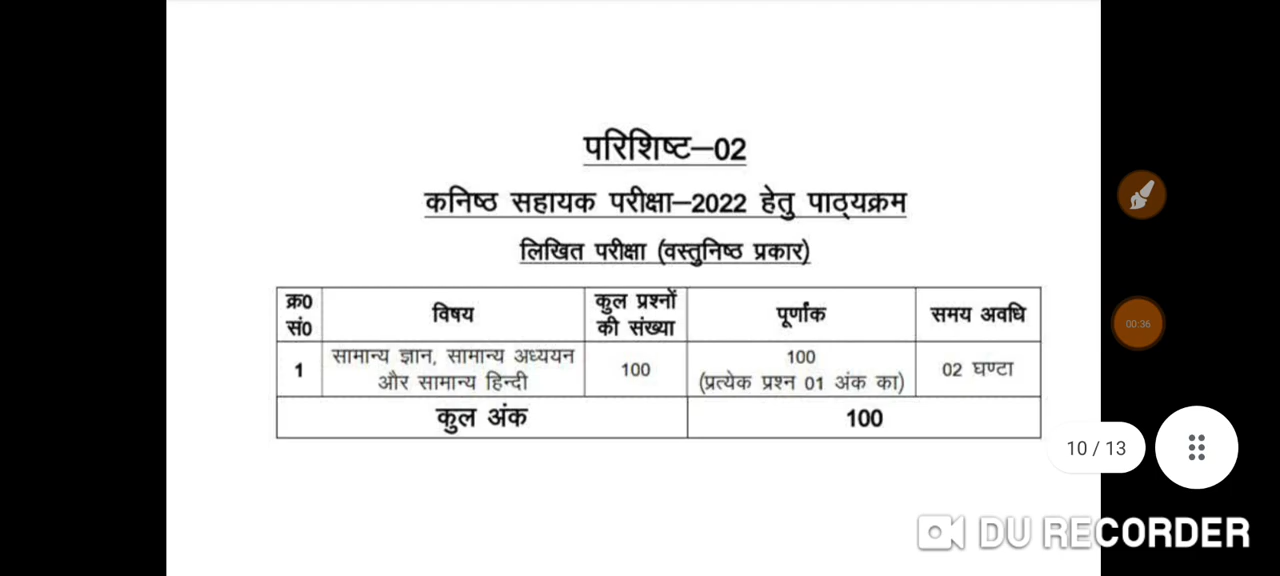 परिशिष्ट–02
कनिष्ठ सहायक परीक्षा–2022 हेतु पाठ्यक्रम
लिखित परीक्षा (वस्तुनिष्ठ प्रकार)
क्र0 सं0 विषय कुल प्रश्नों की संख्या पूर्णांक समय अवधि
1 सामान्य ज्ञान, सामान्य अध्ययन और सामान्य हिन्दी 100 100 (प्रत्येक प्रश्न 01 अंक का) 02 घण्टा
कुल अंक 100
00:36
10 / 13
DU RECORDER